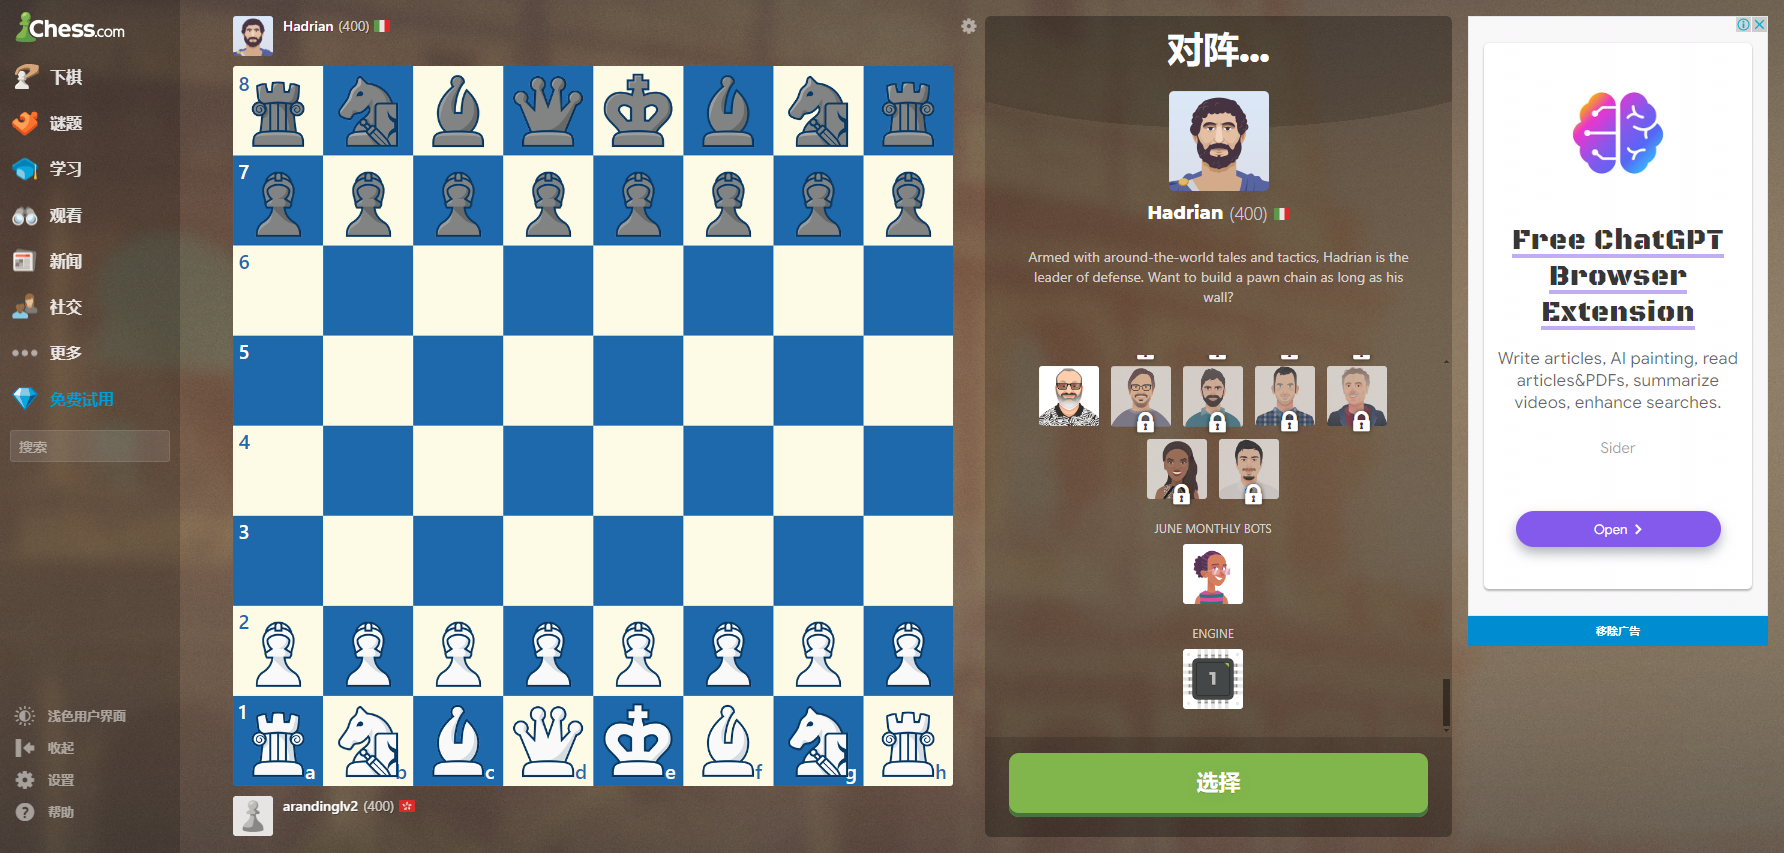 Chess.com
下棋
谜题
学习
观看
新闻
社交
更多
免费试用
搜索
浅色用户界面
收起
设置
帮助
Hadrian (400)
8
7
6
5
4
3
2
1
a b c d e f g h
arandinglv2 (400)
对阵...
Hadrian (400)
Armed with around-the-world tales and tactics, Hadrian is the
leader of defense. Want to build a pawn chain as long as his
wall?
JUNE MONTHLY BOTS
ENGINE
1
选择
Free ChatGPT
Browser
Extension
Write articles, AI painting, read
articles&PDFs, summarize
videos, enhance searches.
Sider
Open
移除广告